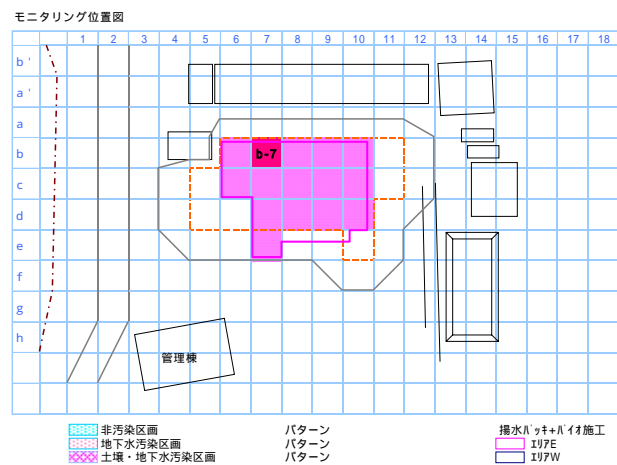 モニタリング位置図
1 2 3 4 5 6 7 8 9 10 11 12 13 14 15 16 17 18
b'
a'
a
b b-7
c
d
e
f
g
h
管理棟
非汚染区画 パターン 揚水バッキ+バイオ施工
地下水汚染区画 パターン エリアE
土壌・地下水汚染区画 パターン エリアW